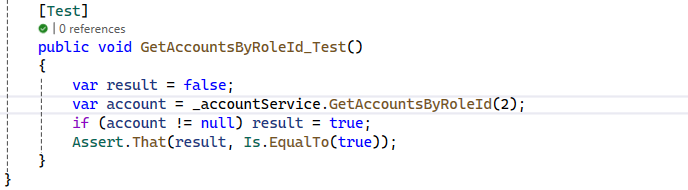 [Test]
| 0 references
public void GetAccountsByRoleId_Test()
{
var result = false;
var account = _accountService.GetAccountsByRoleId(2);
if (account != null) result = true;
Assert.That(result, Is.EqualTo(true));
}
}